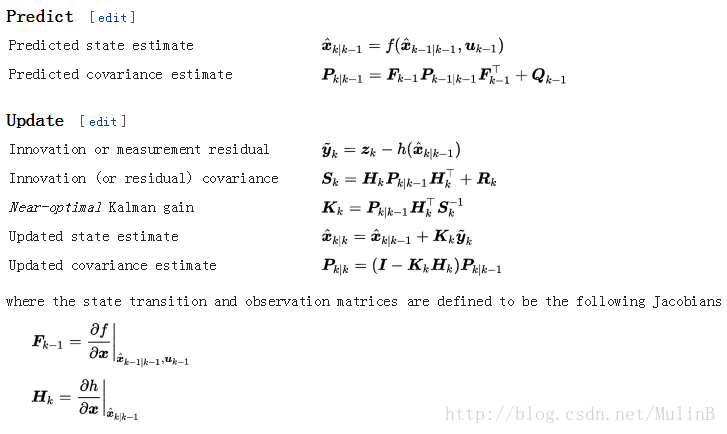 Predict [edit]
Predicted state estimate $\hat{\boldsymbol{x}}_{k|k-1} = f(\hat{\boldsymbol{x}}_{k-1|k-1}, \boldsymbol{u}_{k-1})$
Predicted covariance estimate $\boldsymbol{P}_{k|k-1} = \boldsymbol{F}_{k-1}\boldsymbol{P}_{k-1|k-1}\boldsymbol{F}_{k-1}^{\top} + \boldsymbol{Q}_{k-1}$
Update [edit]
Innovation or measurement residual $\tilde{\boldsymbol{y}}_k = \boldsymbol{z}_k - h(\hat{\boldsymbol{x}}_{k|k-1})$
Innovation (or residual) covariance $\boldsymbol{S}_k = \boldsymbol{H}_k\boldsymbol{P}_{k|k-1}\boldsymbol{H}_k^{\top} + \boldsymbol{R}_k$
Near-optimal Kalman gain $\boldsymbol{K}_k = \boldsymbol{P}_{k|k-1}\boldsymbol{H}_k^{\top}\boldsymbol{S}_k^{-1}$
Updated state estimate $\hat{\boldsymbol{x}}_{k|k} = \hat{\boldsymbol{x}}_{k|k-1} + \boldsymbol{K}_k\tilde{\boldsymbol{y}}_k$
Updated covariance estimate $\boldsymbol{P}_{k|k} = (\boldsymbol{I} - \boldsymbol{K}_k\boldsymbol{H}_k)\boldsymbol{P}_{k|k-1}$
where the state transition and observation matrices are defined to be the following Jacobians
$\boldsymbol{F}_{k-1} = \left.\frac{\partial f}{\partial \boldsymbol{x}}\right|_{\hat{\boldsymbol{x}}_{k-1|k-1}, \boldsymbol{u}_{k-1}}$
$\boldsymbol{H}_k = \left.\frac{\partial h}{\partial \boldsymbol{x}}\right|_{\hat{\boldsymbol{x}}_{k|k-1}}$
http://blog.csdn.net/MulinB